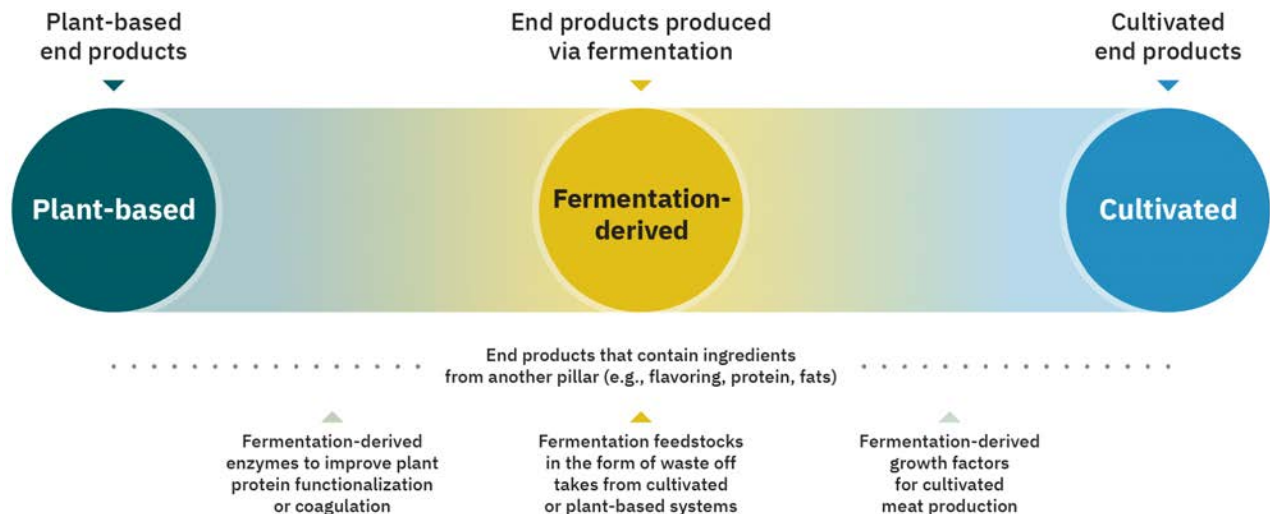 Plant-based
end products
End products produced
via fermentation
Cultivated
end products
Plant-based
Fermentation-
derived
Cultivated
End products that contain ingredients
from another pillar (e.g., flavoring, protein, fats)
Fermentation-derived
enzymes to improve plant
protein functionalization
or coagulation
Fermentation feedstocks
in the form of waste off
takes from cultivated
or plant-based systems
Fermentation-derived
growth factors
for cultivated
meat production